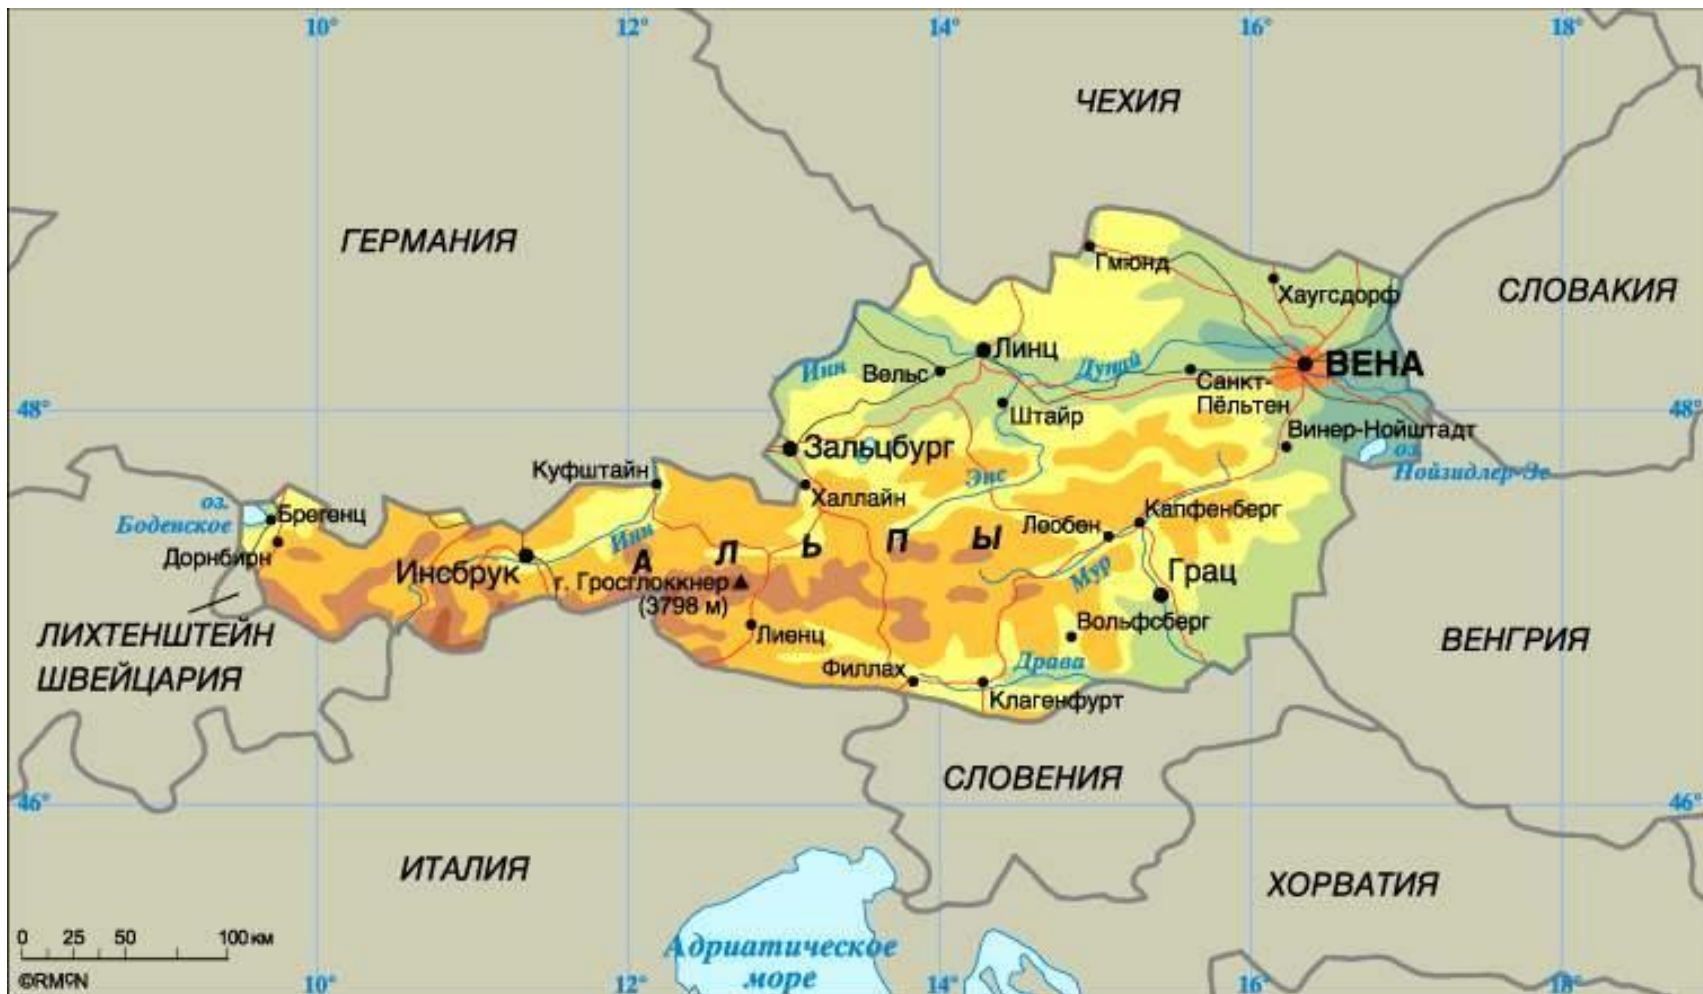 10° 12° 14° 16° 18°
ЧЕХИЯ
ГЕРМАНИЯ
СЛОВАКИЯ
Гмюнд
Хаугсдорф
Линц
ВЕНА
Инн
Вельс
Дунай
Санкт-
Пёльтен
Штайр
48° 48°
Винер-Нойштадт
Зальцбург
оз.
Нойзидлер-Зе
Куфштайн
Халлайн
Энс
оз.
Боденское
Брегенц
Дорнбирн
Леобен
Капфенберг
Инн
АЛЬПЫ
Инсбрук
г. Гросглоккнер
(3798 м)
Мур
Грац
ЛИХТЕНШТЕЙН
ШВЕЙЦАРИЯ
Лиенц
Вольфсберг
ВЕНГРИЯ
Филлах
Драва
Клагенфурт
СЛОВЕНИЯ
46° 46°
ИТАЛИЯ
ХОРВАТИЯ
0 25 50 100 км
Адриатическое
море
10° 12° 14° 16° 18°